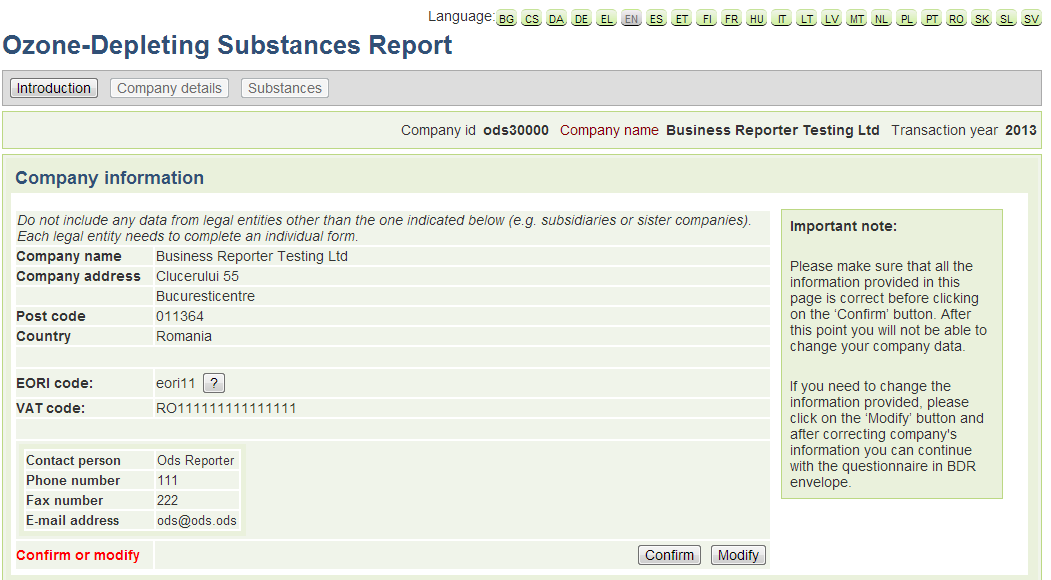 Language: BG CS DA DE EL EN ES ET FI FR HU IT LT LV MT NL PL PT RO SK SL SV
Ozone-Depleting Substances Report
Introduction Company details Substances
Company id ods30000 Company name Business Reporter Testing Ltd Transaction year 2013
Company information
Do not include any data from legal entities other than the one indicated below (e.g. subsidiaries or sister companies).
Each legal entity needs to complete an individual form.
Company name Business Reporter Testing Ltd
Company address Clucerului 55
Bucuresticentre
Post code 011364
Country Romania
EORI code: eori11 ?
VAT code: RO111111111111111
Contact person Ods Reporter
Phone number 111
Fax number 222
E-mail address ods@ods.ods
Confirm or modify Confirm Modify
Important note:
Please make sure that all the
information provided in this
page is correct before clicking
on the ‘Confirm’ button. After
this point you will not be able to
change your company data.
If you need to change the
information provided, please
click on the ‘Modify’ button and
after correcting company's
information you can continue
with the questionnaire in BDR
envelope.